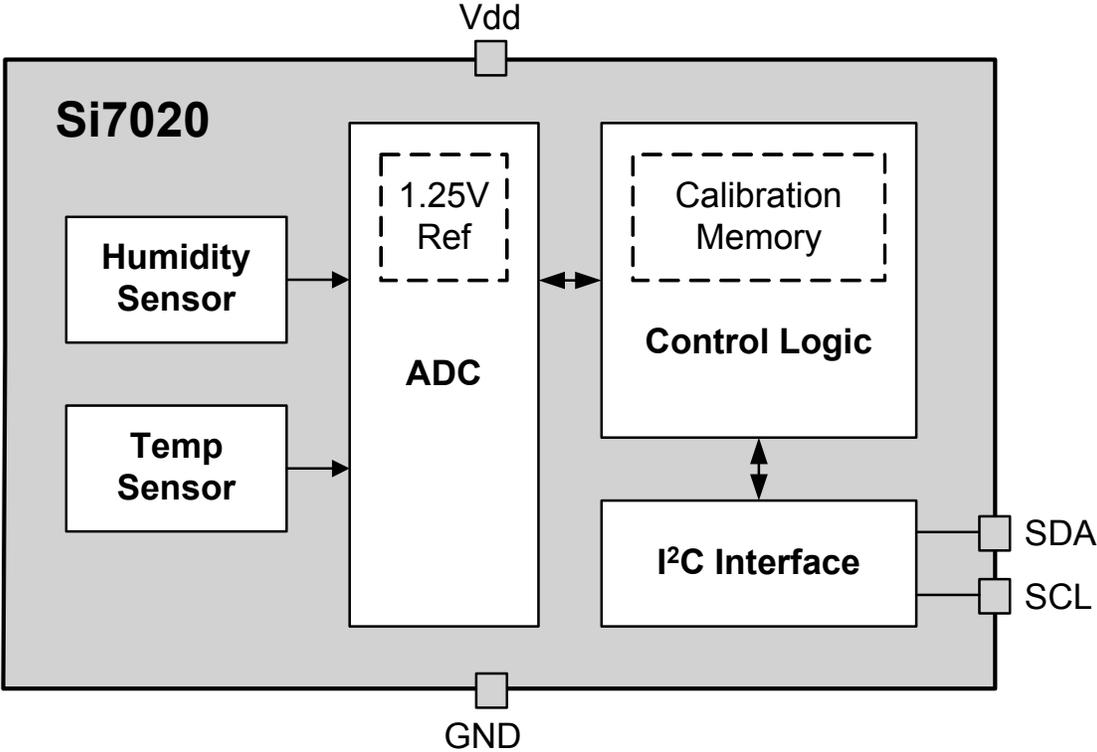 Vdd
Si7020
1.25V
Ref
Calibration
Memory
Humidity
Sensor
Control Logic
ADC
Temp
Sensor
I²C Interface
SDA
SCL
GND